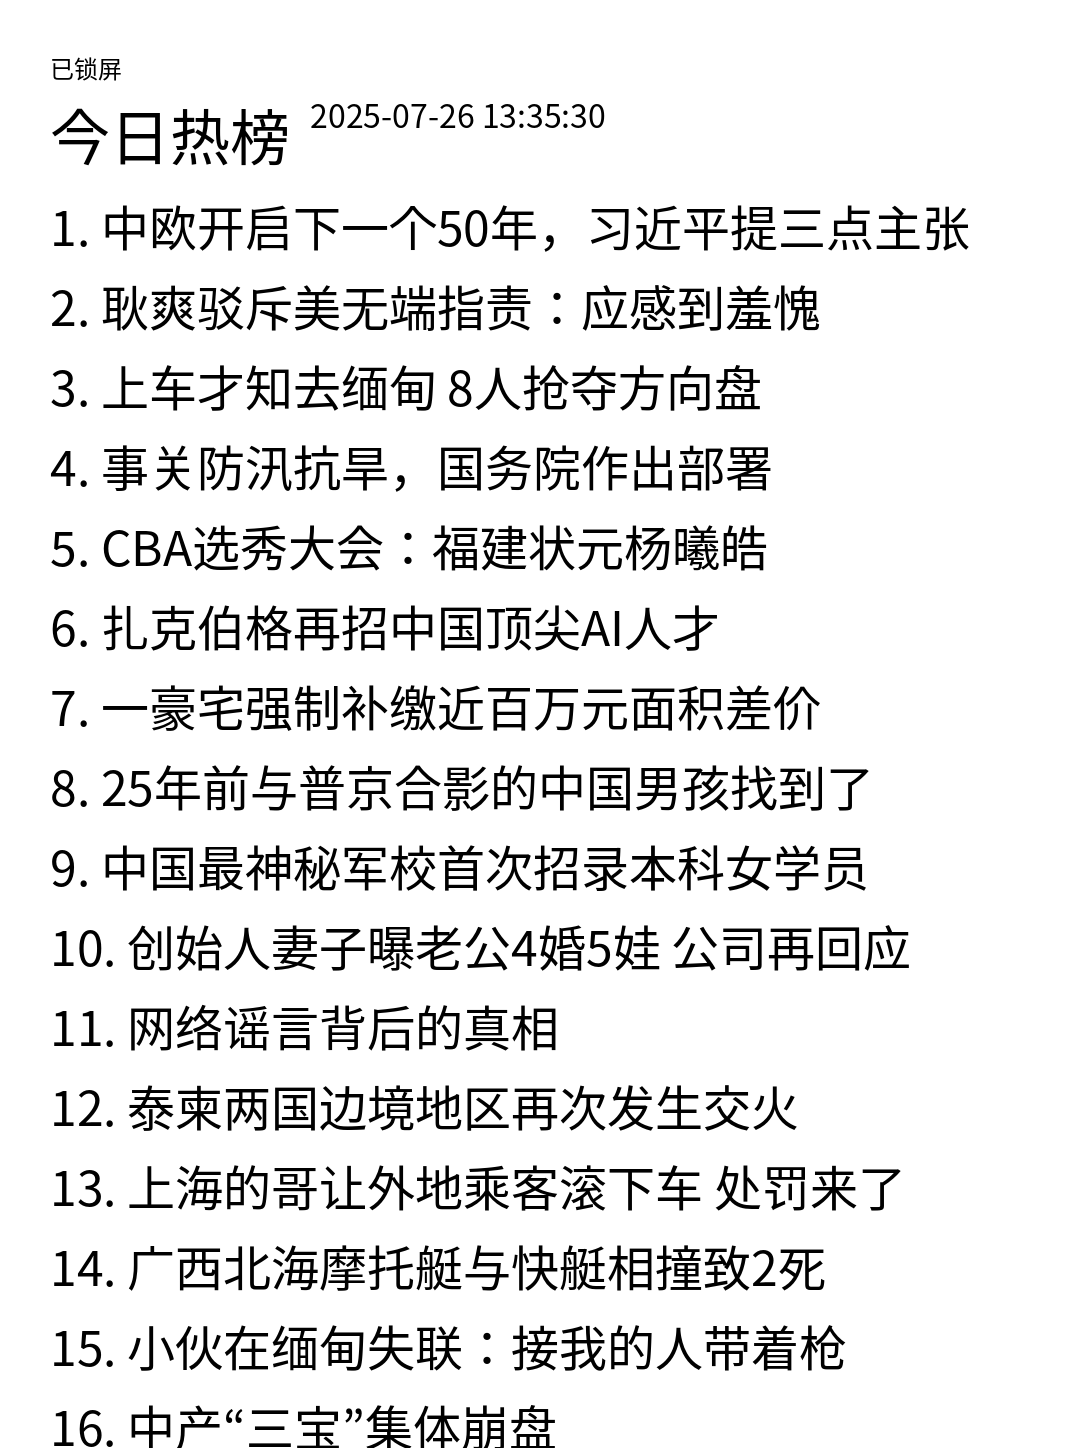 已锁屏
今日热榜 2025-07-26 13:35:30
1. 中欧开启下一个50年，习近平提三点主张
2. 耿爽驳斥美无端指责：应感到羞愧
3. 上车才知去缅甸 8人抢夺方向盘
4. 事关防汛抗旱，国务院作出部署
5. CBA选秀大会：福建状元杨曦皓
6. 扎克伯格再招中国顶尖AI人才
7. 一豪宅强制补缴近百万元面积差价
8. 25年前与普京合影的中国男孩找到了
9. 中国最神秘军校首次招录本科女学员
10. 创始人妻子曝老公4婚5娃 公司再回应
11. 网络谣言背后的真相
12. 泰柬两国边境地区再次发生交火
13. 上海的哥让外地乘客滚下车 处罚来了
14. 广西北海摩托艇与快艇相撞致2死
15. 小伙在缅甸失联：接我的人带着枪
16. 中产“三宝”集体崩盘